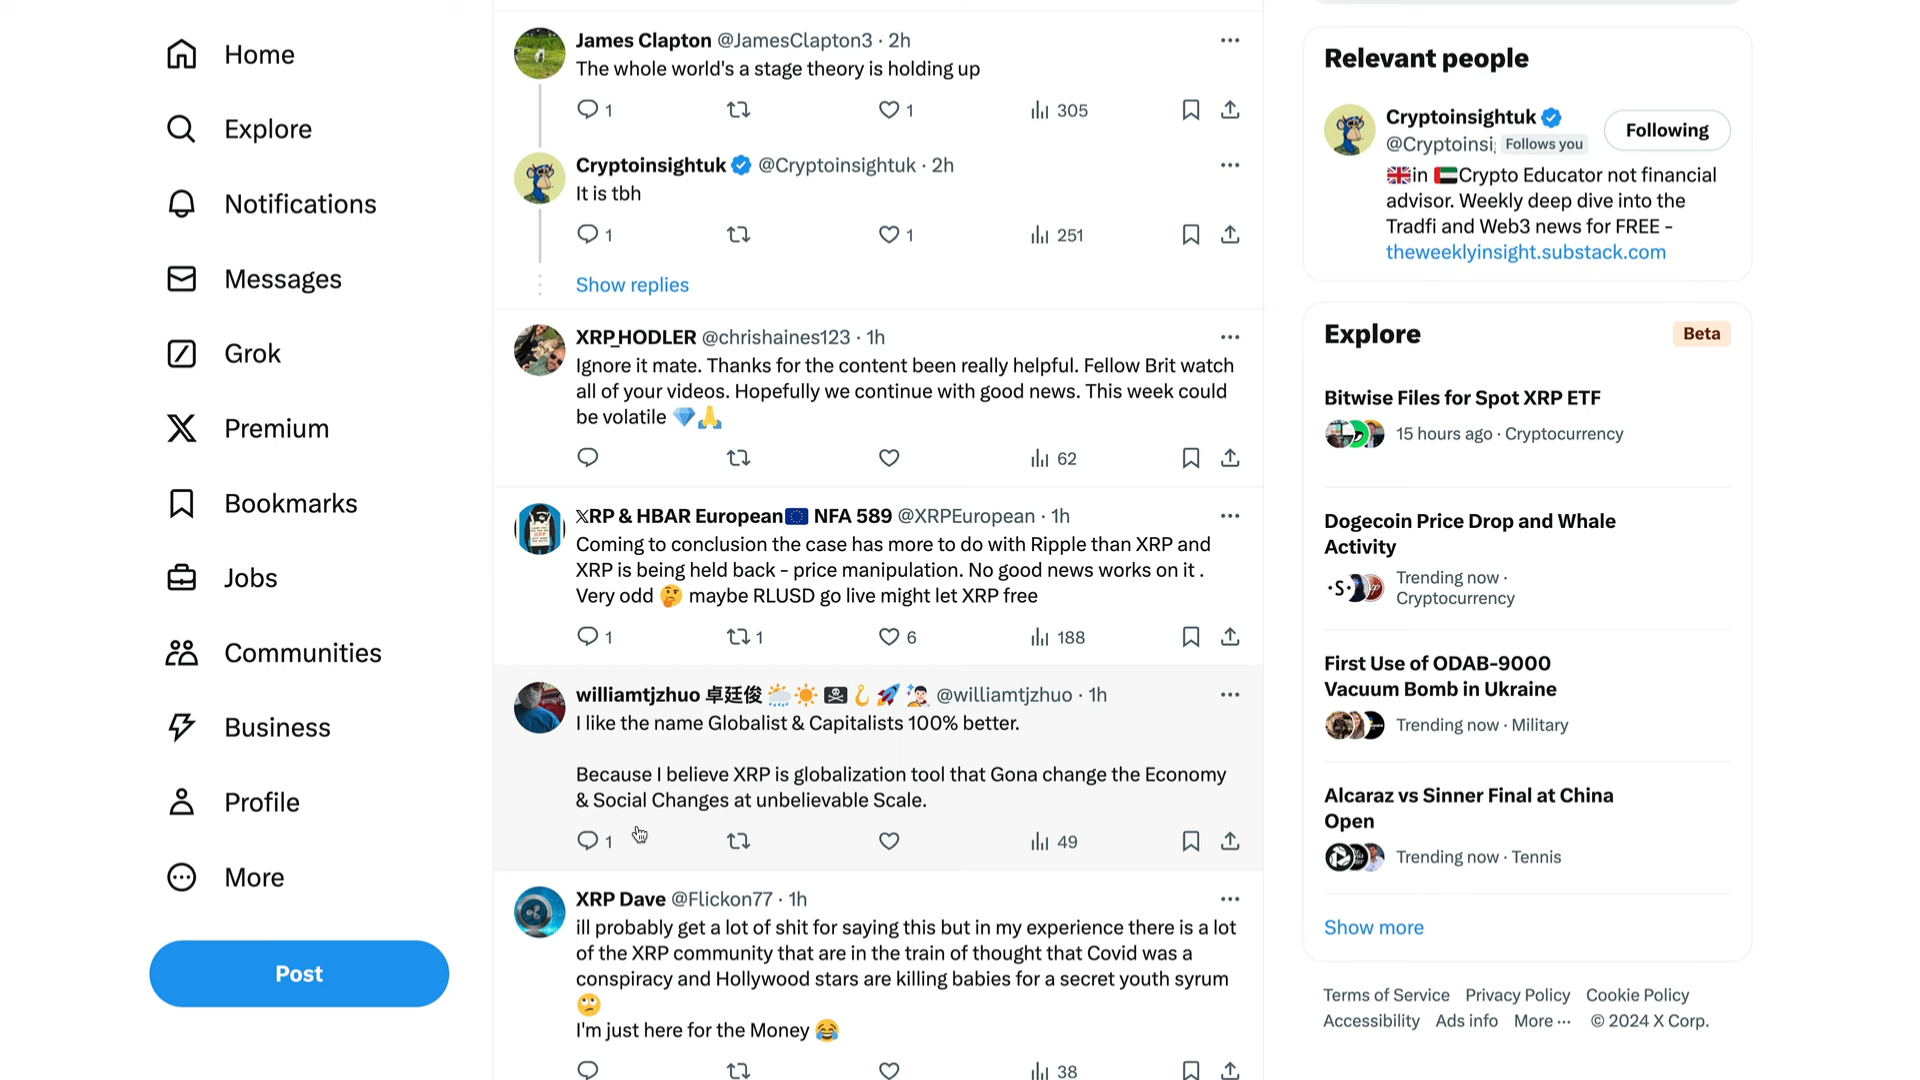 Home
Explore
Notifications
Messages
Grok
Premium
Bookmarks
Jobs
Communities
Business
Profile
More
Post
James Clapton @JamesClapton3 · 2h
The whole world's a stage theory is holding up
1 1 305
Cryptoinsightuk @Cryptoinsightuk · 2h
It is tbh
1 1 251
Show replies
XRP_HODLER @chrishaines123 · 1h
Ignore it mate. Thanks for the content been really helpful. Fellow Brit watch
all of your videos. Hopefully we continue with good news. This week could
be volatile 💎🙏
62
𝕏RP & HBAR European🇪🇺 NFA 589 @XRPEuropean · 1h
Coming to conclusion the case has more to do with Ripple than XRP and
XRP is being held back - price manipulation. No good news works on it .
Very odd 🤔 maybe RLUSD go live might let XRP free
1 1 6 188
williamtjzhuo 卓廷俊 🌦️☀️🏴‍☠️🪝🚀 @williamtjzhuo · 1h
I like the name Globalist & Capitalists 100% better.
Because I believe XRP is globalization tool that Gona change the Economy
& Social Changes at unbelievable Scale.
1 49
XRP Dave @Flickon77 · 1h
ill probably get a lot of shit for saying this but in my experience there is a lot
of the XRP community that are in the train of thought that Covid was a
conspiracy and Hollywood stars are killing babies for a secret youth syrum
🙄
I'm just here for the Money 😂
38
Relevant people
Cryptoinsightuk
Following
@Cryptoinsi Follows you
🇬🇧in 🇦🇪Crypto Educator not financial
advisor. Weekly deep dive into the
Tradfi and Web3 news for FREE -
theweeklyinsight.substack.com
Explore
Beta
Bitwise Files for Spot XRP ETF
15 hours ago · Cryptocurrency
Dogecoin Price Drop and Whale
Activity
Trending now ·
Cryptocurrency
First Use of ODAB-9000
Vacuum Bomb in Ukraine
Trending now · Military
Alcaraz vs Sinner Final at China
Open
Trending now · Tennis
Show more
Terms of Service Privacy Policy Cookie Policy
Accessibility Ads info More ··· © 2024 X Corp.